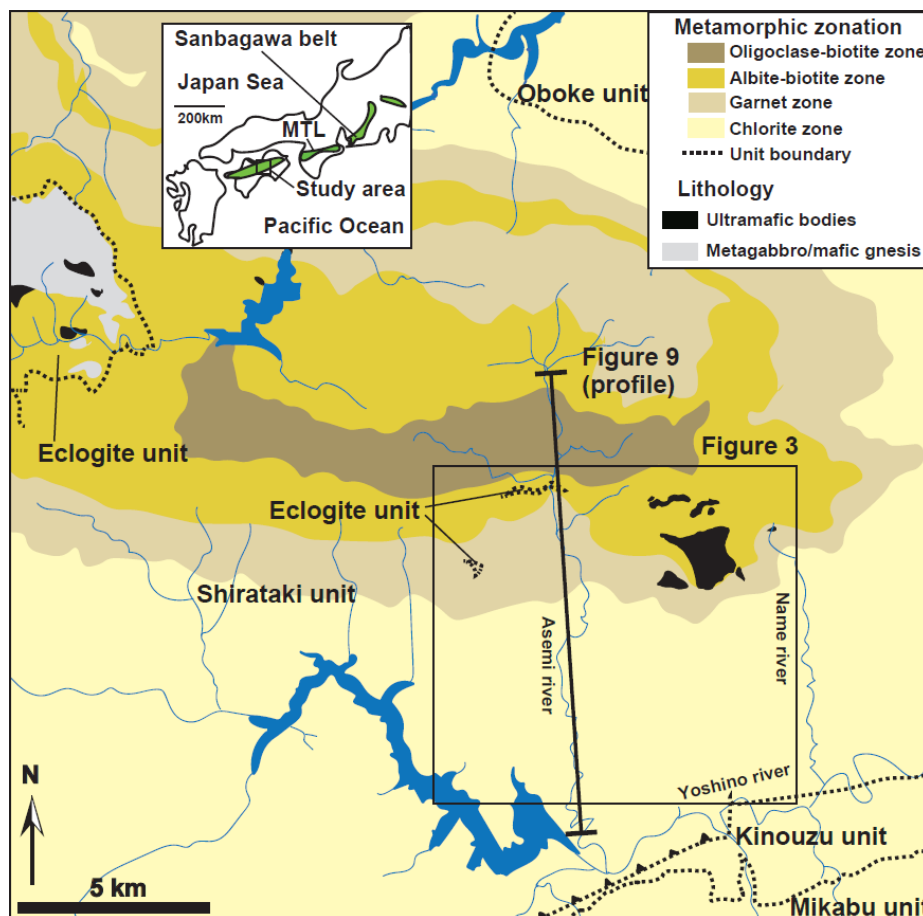 Sanbagawa belt
Japan Sea
200km
MTL
Study area
Pacific Ocean
Metamorphic zonation
Oligoclase-biotite zone
Albite-biotite zone
Garnet zone
Chlorite zone
Unit boundary
Lithology
Ultramafic bodies
Metagabbro/mafic gnesis
Oboke unit
Figure 9
(profile)
Eclogite unit
Figure 3
Eclogite unit
Shirataki unit
Asemi river
Name river
Yoshino river
N
Kinouzu unit
5 km
Mikabu unit